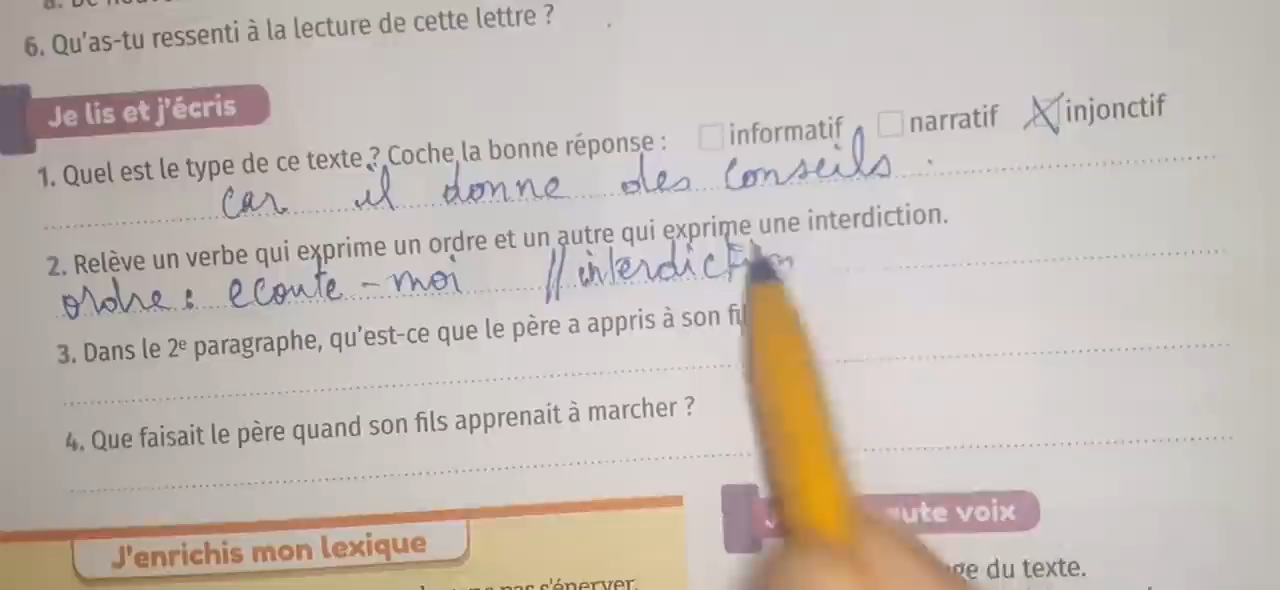 6. Qu'as-tu ressenti à la lecture de cette lettre ?
Je lis et j'écris
1. Quel est le type de ce texte ? Coche la bonne réponse : informatif narratif injonctif
car il donne des conseils.
2. Relève un verbe qui exprime un ordre et un autre qui exprime une interdiction.
ordre : ecoute - moi // interdiction
3. Dans le 2e paragraphe, qu'est-ce que le père a appris à son
4. Que faisait le père quand son fils apprenait à marcher ?
J'enrichis mon lexique
voix
pas s'énerver.
du texte.